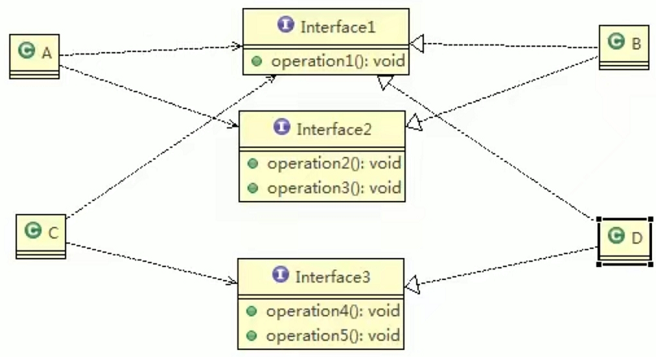 Interface1
operation1(): void
A
B
Interface2
operation2(): void
operation3(): void
C
D
Interface3
operation4(): void
operation5(): void